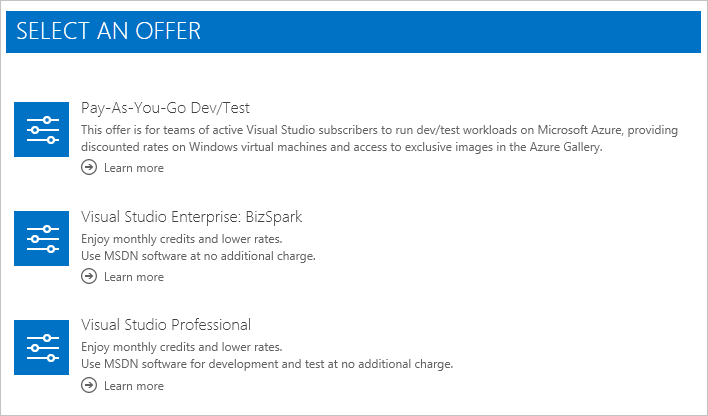 SELECT AN OFFER
Pay-As-You-Go Dev/Test
This offer is for teams of active Visual Studio subscribers to run dev/test workloads on Microsoft Azure, providing
discounted rates on Windows virtual machines and access to exclusive images in the Azure Gallery.
Learn more
Visual Studio Enterprise: BizSpark
Enjoy monthly credits and lower rates.
Use MSDN software at no additional charge.
Learn more
Visual Studio Professional
Enjoy monthly credits and lower rates.
Use MSDN software for development and test at no additional charge.
Learn more